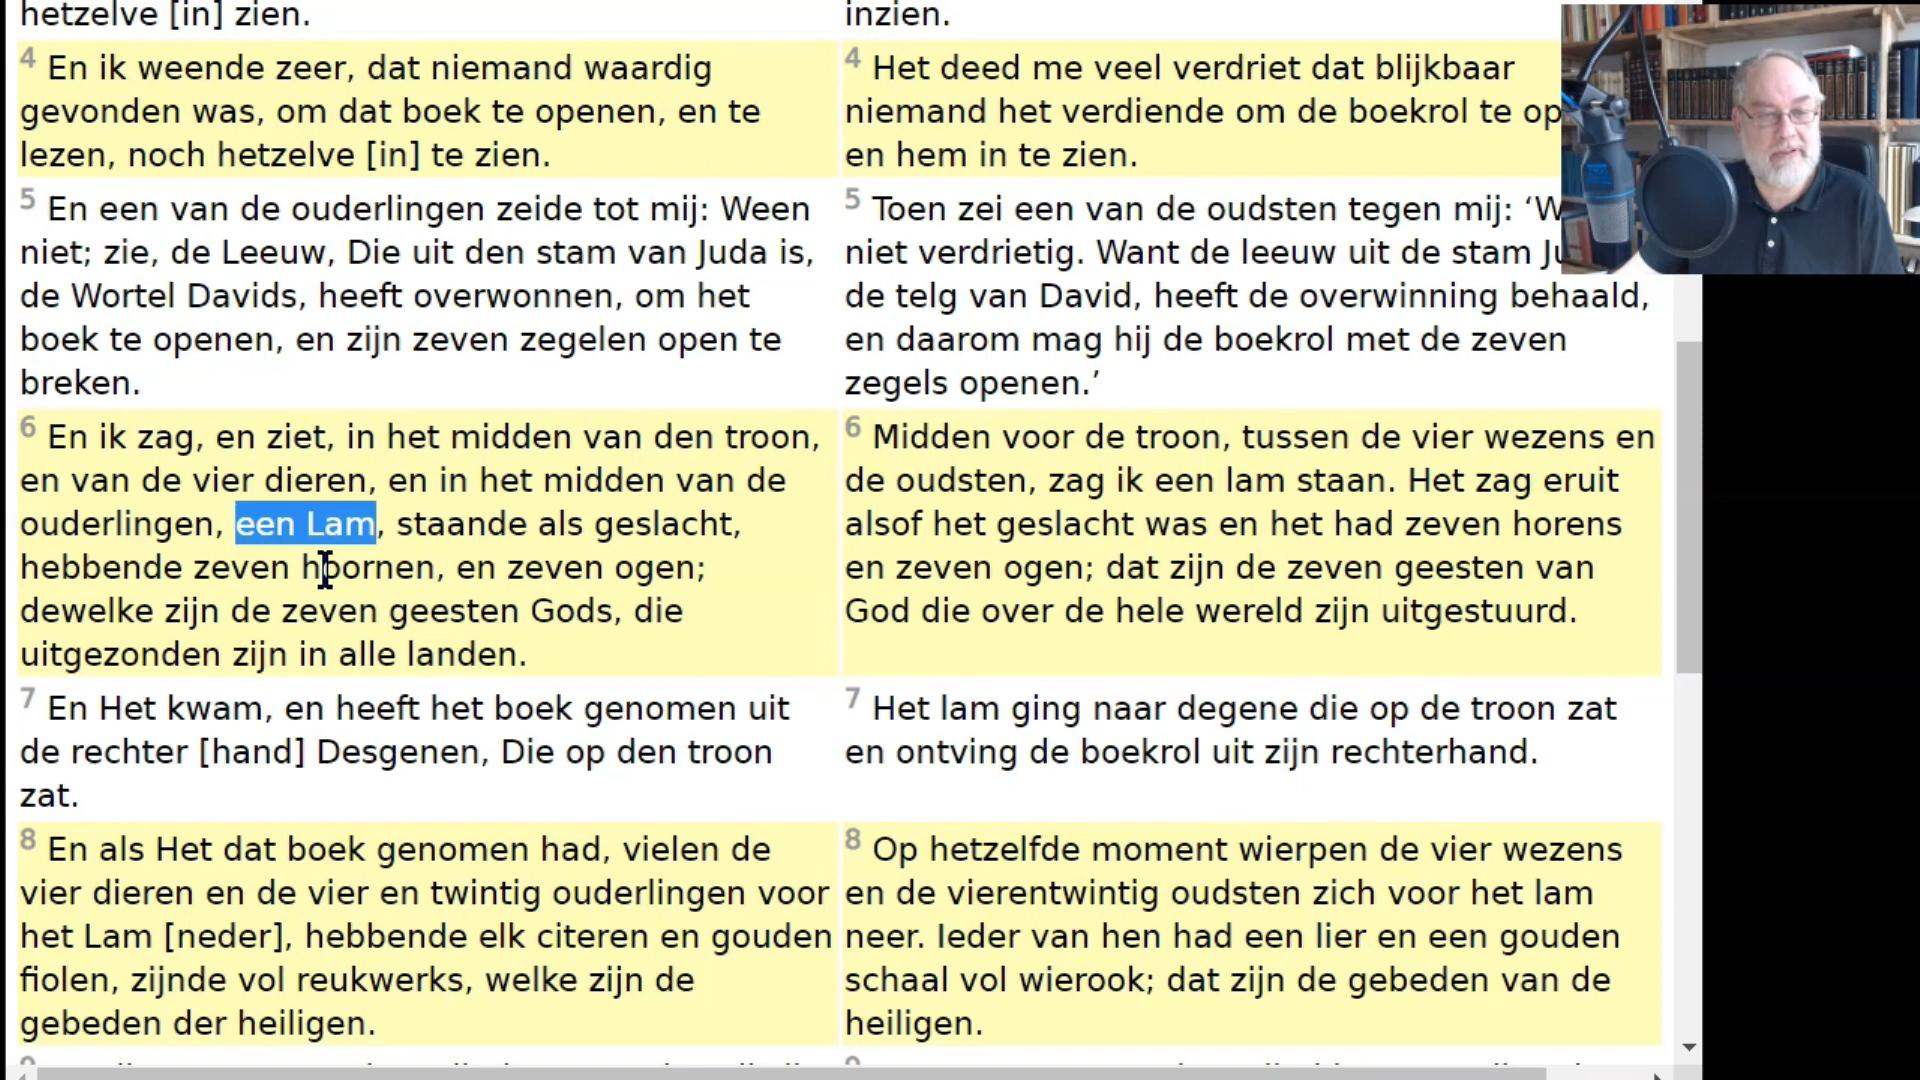 hetzelve [in] zien.
4 En ik weende zeer, dat niemand waardig
gevonden was, om dat boek te openen, en te
lezen, noch hetzelve [in] te zien.
5 En een van de ouderlingen zeide tot mij: Ween
niet; zie, de Leeuw, Die uit den stam van Juda is,
de Wortel Davids, heeft overwonnen, om het
boek te openen, en zijn zeven zegelen open te
breken.
6 En ik zag, en ziet, in het midden van den troon,
en van de vier dieren, en in het midden van de
ouderlingen, een Lam, staande als geslacht,
hebbende zeven hoornen, en zeven ogen;
dewelke zijn de zeven geesten Gods, die
uitgezonden zijn in alle landen.
7 En Het kwam, en heeft het boek genomen uit
de rechter [hand] Desgenen, Die op den troon
zat.
8 En als Het dat boek genomen had, vielen de
vier dieren en de vier en twintig ouderlingen voor
het Lam [neder], hebbende elk citeren en gouden
fiolen, zijnde vol reukwerks, welke zijn de
gebeden der heiligen.
inzien.
4 Het deed me veel verdriet dat blijkbaar
niemand het verdiende om de boekrol te op
en hem in te zien.
5 Toen zei een van de oudsten tegen mij: ‘W
niet verdrietig. Want de leeuw uit de stam Ju
de telg van David, heeft de overwinning behaald,
en daarom mag hij de boekrol met de zeven
zegels openen.’
6 Midden voor de troon, tussen de vier wezens en
de oudsten, zag ik een lam staan. Het zag eruit
alsof het geslacht was en het had zeven horens
en zeven ogen; dat zijn de zeven geesten van
God die over de hele wereld zijn uitgestuurd.
7 Het lam ging naar degene die op de troon zat
en ontving de boekrol uit zijn rechterhand.
8 Op hetzelfde moment wierpen de vier wezens
en de vierentwintig oudsten zich voor het lam
neer. Ieder van hen had een lier en een gouden
schaal vol wierook; dat zijn de gebeden van de
heiligen.